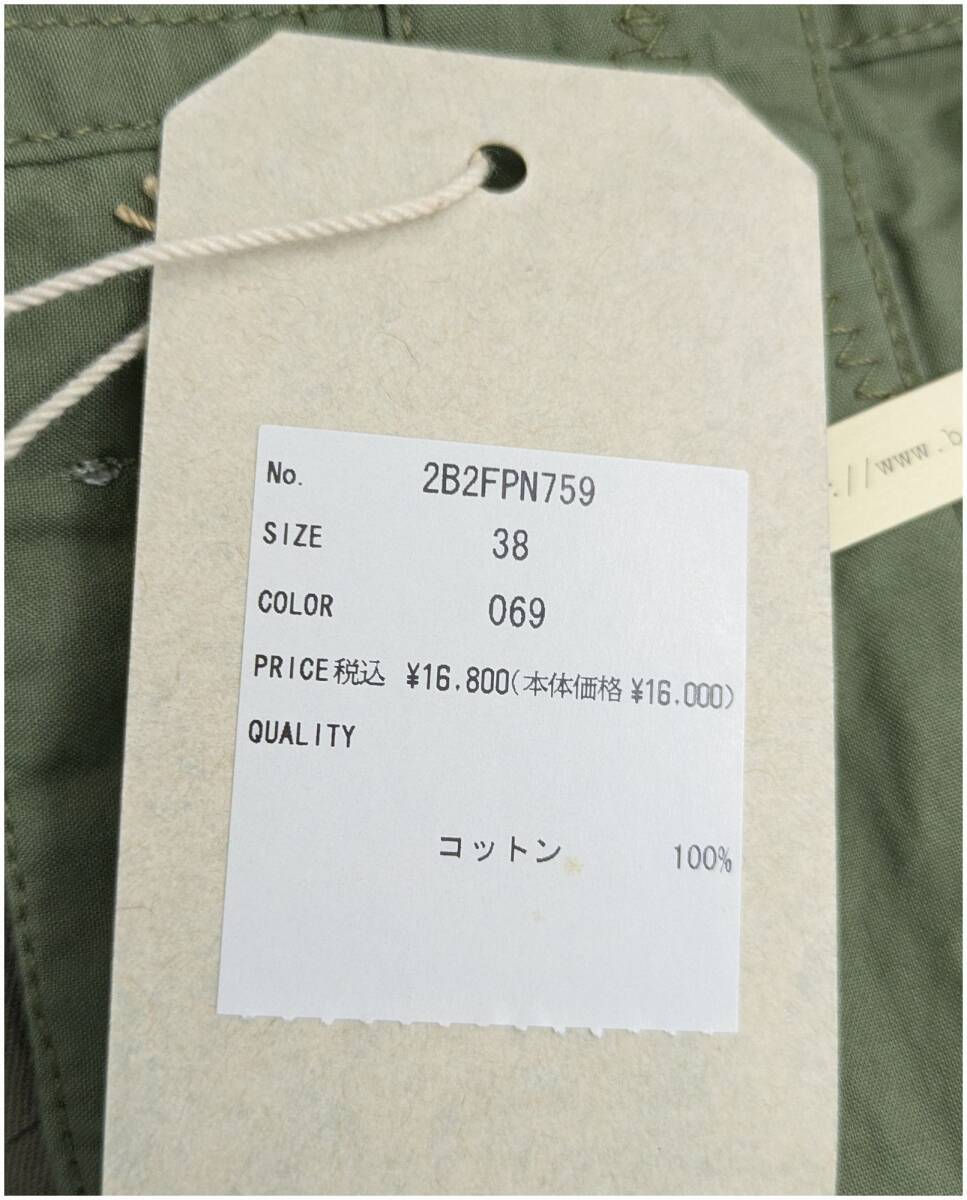 No. 2B2FPN759
SIZE 38
COLOR 069
PRICE税込 ¥16,800(本体価格 ¥16,000)
QUALITY
コットン 100%
://www.b